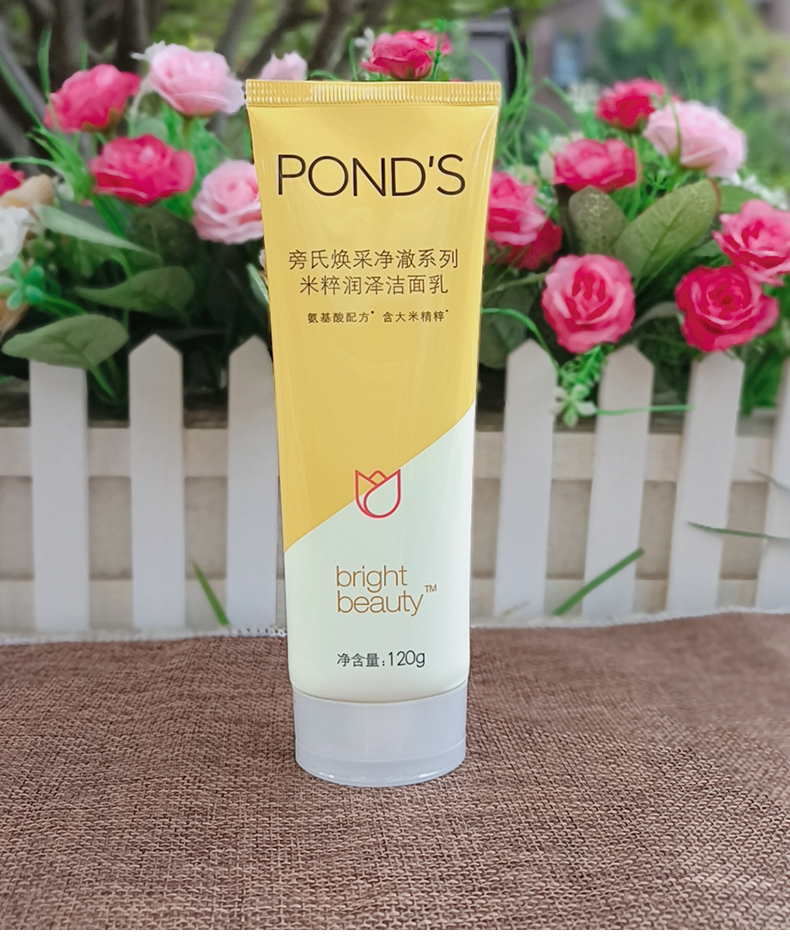 POND'S
旁氏焕采净澈系列
米粹润泽洁面乳
氨基酸配方* 含大米精粹*
bright
beauty™
净含量:120g